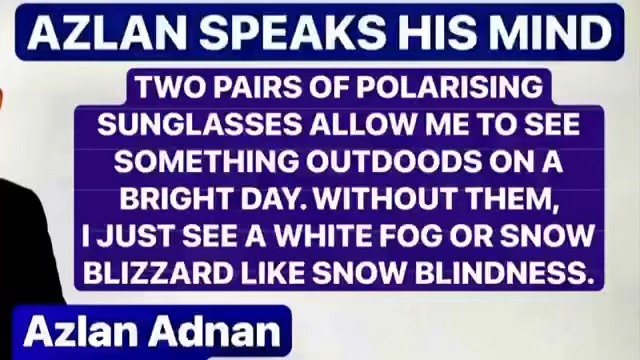 AZLAN SPEAKS HIS MIND
TWO PAIRS OF POLARISING
SUNGLASSES ALLOW ME TO SEE
SOMETHING OUTDOODS ON A
BRIGHT DAY. WITHOUT THEM,
I JUST SEE A WHITE FOG OR SNOW
BLIZZARD LIKE SNOW BLINDNESS.
Azlan Adnan